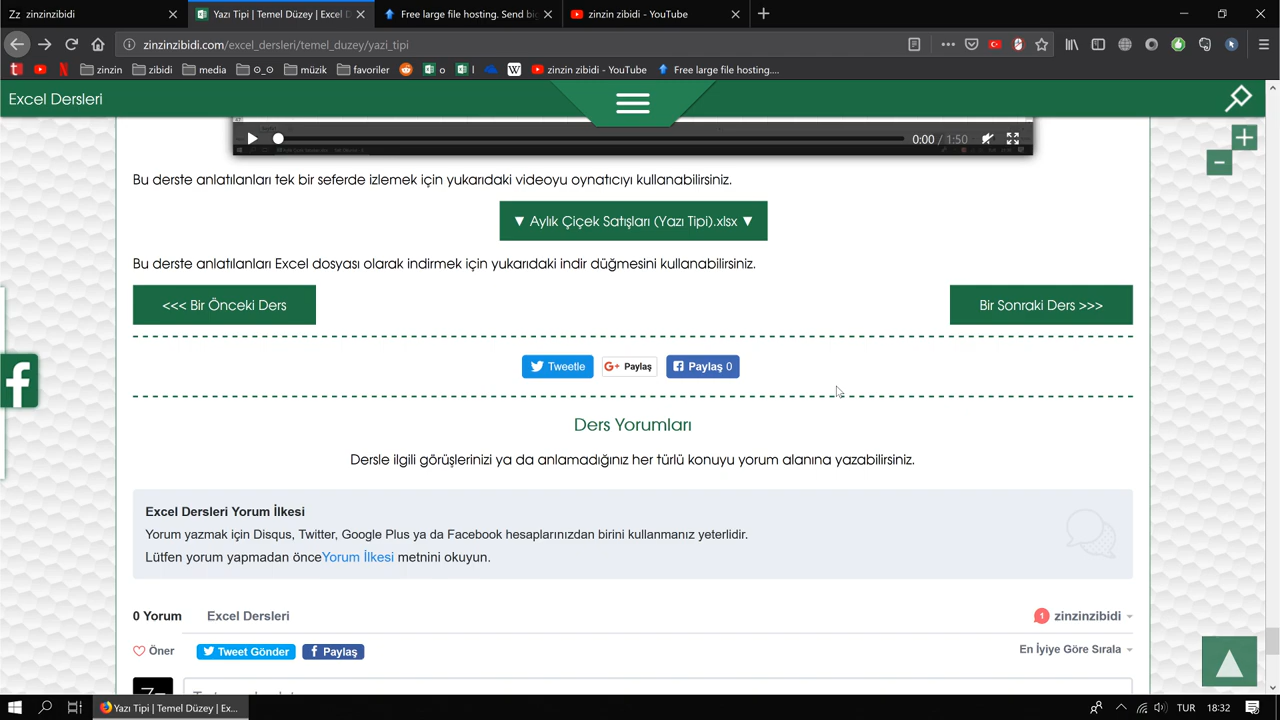 Zz zinzinzibidi
Yazı Tipi | Temel Düzey | Excel D
Free large file hosting. Send big
zinzin zibidi - YouTube
zinzinzibidi.com/excel_dersleri/temel_duzey/yazi_tipi
zinzin
zibidi
media
ʘ_ʘ
müzik
favoriler
o
l
W
zinzin zibidi - YouTube
Free large file hosting....
Excel Dersleri
0:00 / 1:50
Bu derste anlatılanları tek bir seferde izlemek için yukarıdaki videoyu oynatıcıyı kullanabilirsiniz.
▼ Aylık Çiçek Satışları (Yazı Tipi).xlsx ▼
Bu derste anlatılanları Excel dosyası olarak indirmek için yukarıdaki indir düğmesini kullanabilirsiniz.
<<< Bir Önceki Ders
Bir Sonraki Ders >>>
Tweetle
G+ Paylaş
Paylaş 0
Ders Yorumları
Dersle ilgili görüşlerinizi ya da anlamadığınız her türlü konuyu yorum alanına yazabilirsiniz.
Excel Dersleri Yorum İlkesi
Yorum yazmak için Disqus, Twitter, Google Plus ya da Facebook hesaplarınızdan birini kullanmanız yeterlidir.
Lütfen yorum yapmadan önceYorum İlkesi metnini okuyun.
0 Yorum
Excel Dersleri
1
zinzinzibidi
Öner
Tweet Gönder
Paylaş
En İyiye Göre Sırala
Yazı Tipi | Temel Düzey | Ex...
TUR
18:32